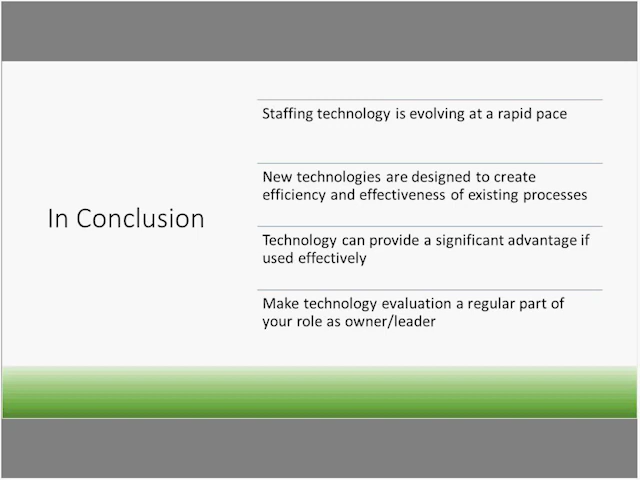 In Conclusion
Staffing technology is evolving at a rapid pace
New technologies are designed to create
efficiency and effectiveness of existing processes
Technology can provide a significant advantage if
used effectively
Make technology evaluation a regular part of
your role as owner/leader